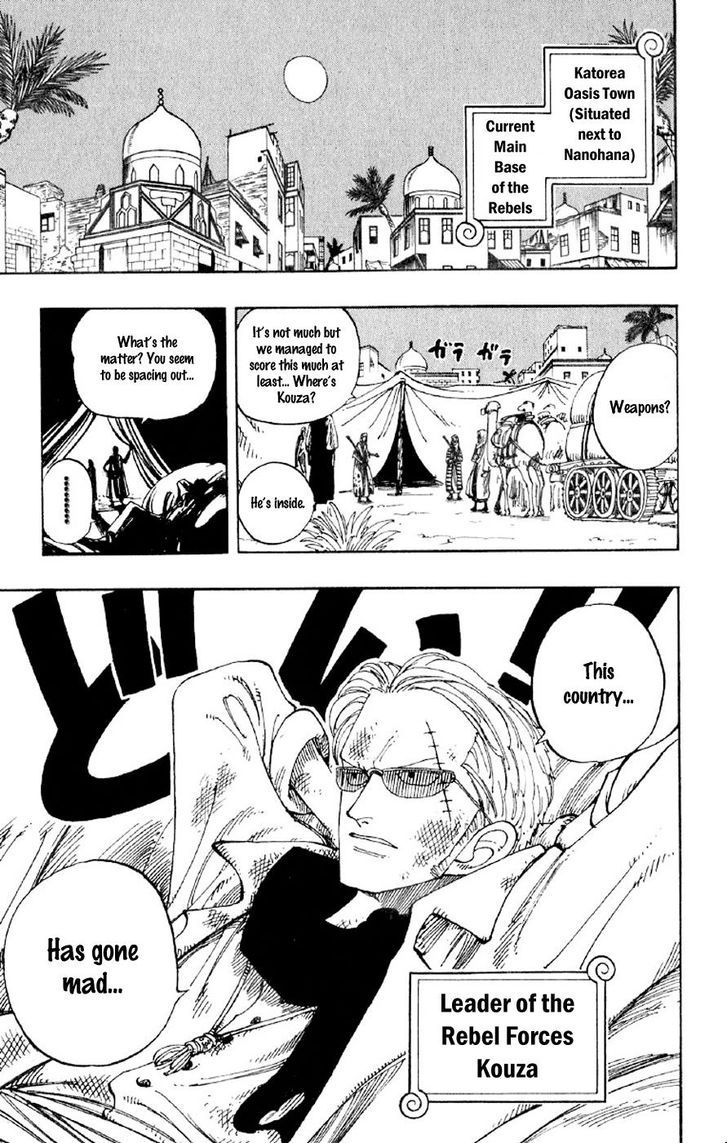 Katorea
Oasis Town
(Situated
next to
Nanohana)
Current
Main
Base
of the
Rebels
Weapons?
It's not much but
we managed to
score this much at
least... Where's
Kouza?
ガラ ガラ
He's inside.
What's the
matter? You seem
to be spacing out...
.........
This
country...
Has gone
mad...
Leader of the
Rebel Forces
Kouza